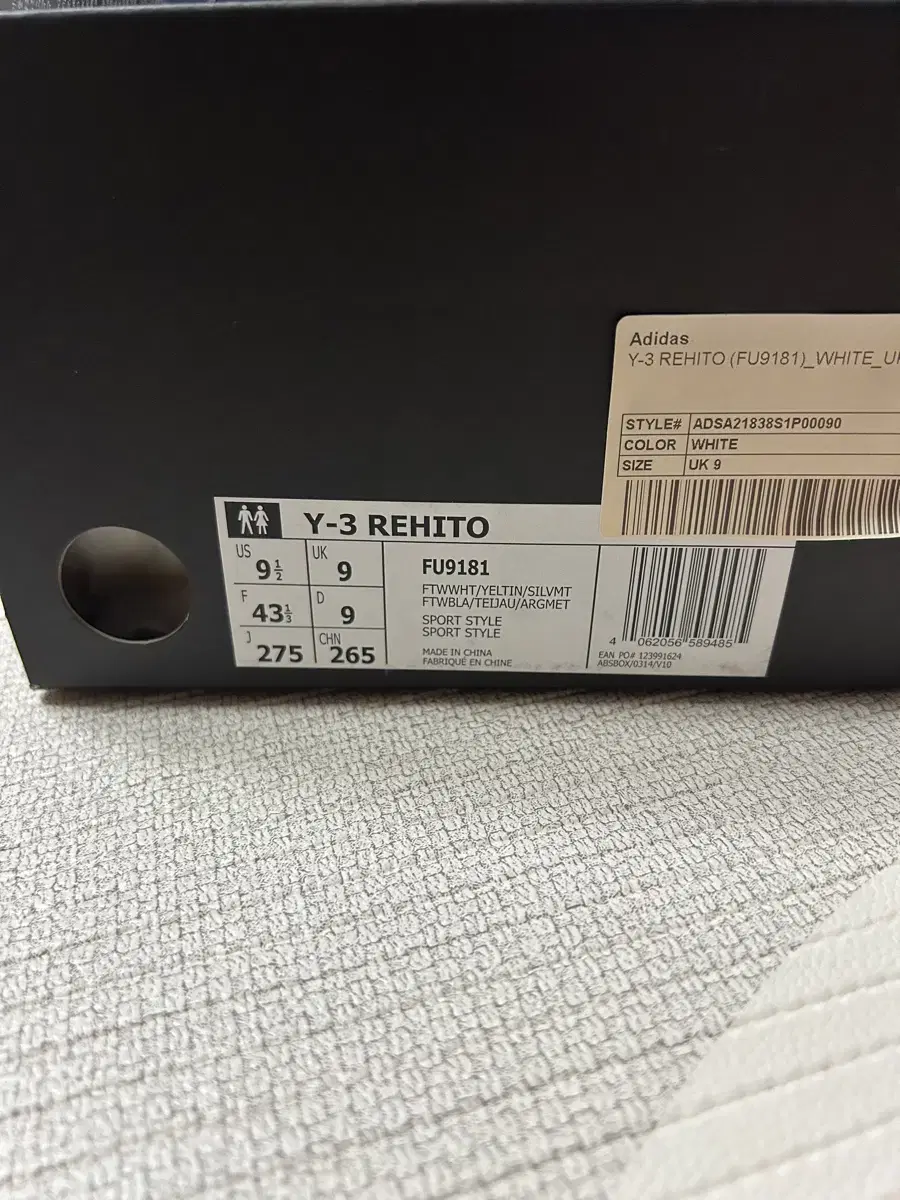 Adidas
Y-3 REHITO (FU9181)_WHITE_UK
STYLE# ADSA21838S1P00090
COLOR WHITE
SIZE UK 9
Y-3 REHITO
US 9½ UK 9
F 43⅓ D 9
J 275 CHN 265
FU9181
FTWWHT/YELTIN/SILVMT
FTWBLA/TEIJAU/ARGMET
SPORT STYLE
SPORT STYLE
MADE IN CHINA
FABRIQUÉ EN CHINE
4 062056 589485
EAN PO# 123991624
ABSBOX/0314/V10